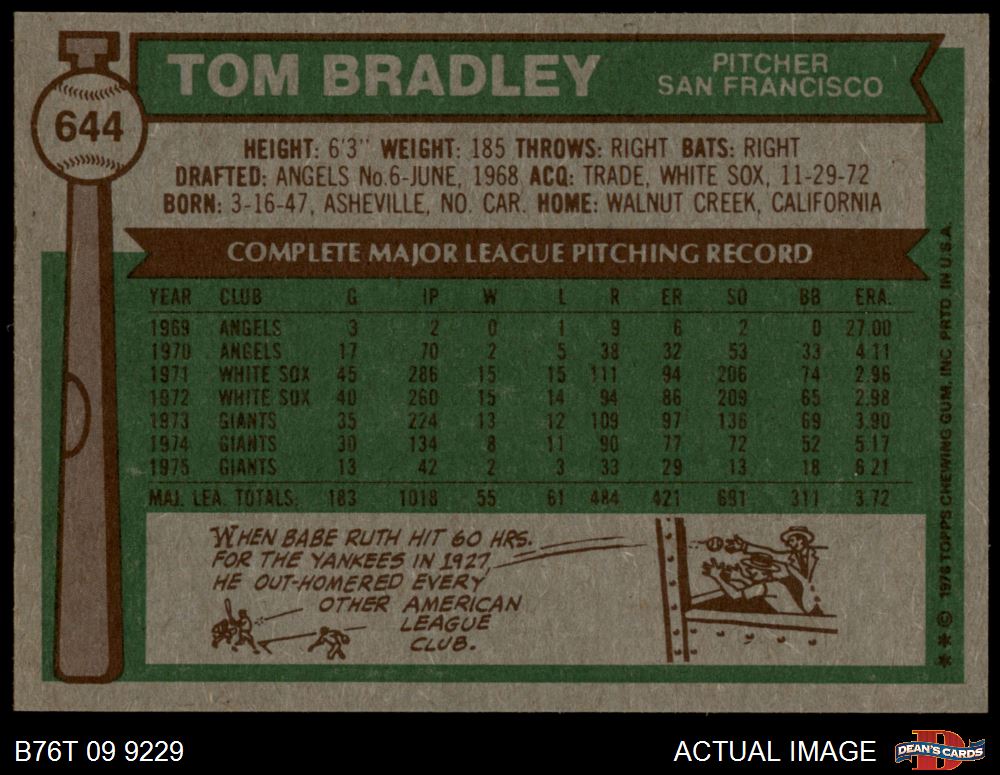 TOM BRADLEY
PITCHER
SAN FRANCISCO
644
HEIGHT: 6'3" WEIGHT: 185 THROWS: RIGHT BATS: RIGHT
DRAFTED: ANGELS No.6-JUNE, 1968 ACQ: TRADE, WHITE SOX, 11-29-72
BORN: 3-16-47, ASHEVILLE, NO. CAR. HOME: WALNUT CREEK, CALIFORNIA
COMPLETE MAJOR LEAGUE PITCHING RECORD
YEAR CLUB G IP W L R ER SO BB ERA.
1969 ANGELS 3 2 0 1 9 6 2 0 27.00
1970 ANGELS 17 70 2 5 38 32 53 33 4.11
1971 WHITE SOX 45 286 15 15 111 94 206 74 2.96
1972 WHITE SOX 40 260 15 14 94 86 209 65 2.98
1973 GIANTS 35 224 13 12 109 97 136 69 3.90
1974 GIANTS 30 134 8 11 90 77 72 52 5.17
1975 GIANTS 13 42 2 3 33 29 13 18 6.21
MAJ. LEA. TOTALS: 183 1018 55 61 484 421 691 311 3.72
WHEN BABE RUTH HIT 60 HRS.
FOR THE YANKEES IN 1927,
HE OUT-HOMERED EVERY
OTHER AMERICAN
LEAGUE
CLUB.
** © 1976 TOPPS CHEWING GUM, INC. PRTD. IN U.S.A.
B76T 09 9229
ACTUAL IMAGE
D
DEAN'S CARDS